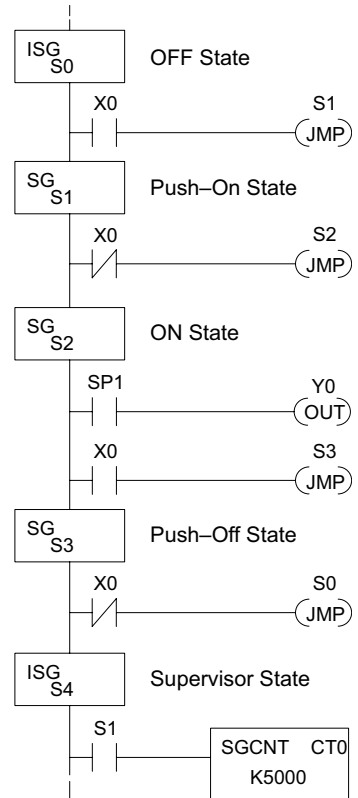 ISG
S0
OFF State
X0
S1
JMP
SG
S1
Push–On State
X0
S2
JMP
SG
S2
ON State
SP1
Y0
OUT
X0
S3
JMP
SG
S3
Push–Off State
X0
S0
JMP
ISG
S4
Supervisor State
S1
SGCNT CT0
K5000